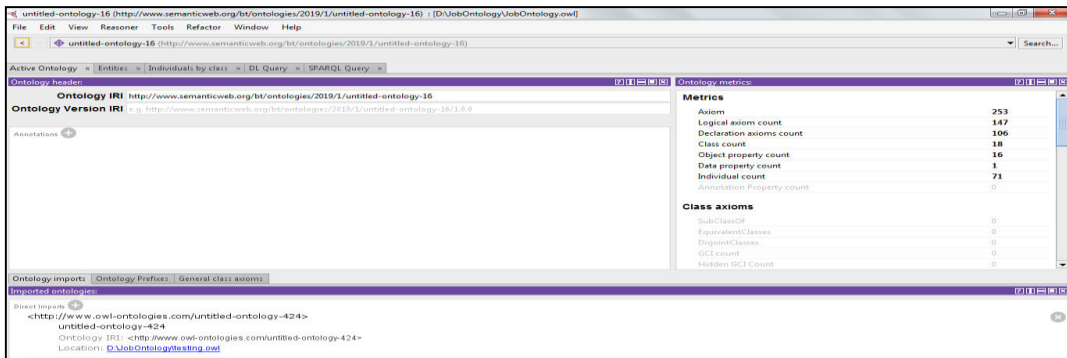 untitled-ontology-16 (http://www.semanticweb.org/bt/ontologies/2019/1/untitled-ontology-16) : [D:\JobOntology\JobOntology.owl]
File Edit View Reasoner Tools Refactor Window Help
< untitled-ontology-16 (http://www.semanticweb.org/bt/ontologies/2019/1/untitled-ontology-16) Search...
Active Ontology × Entities × Individuals by class × DL Query × SPARQL Query ×
Ontology header:
Ontology IRI http://www.semanticweb.org/bt/ontologies/2019/1/untitled-ontology-16
Ontology Version IRI e.g. http://www.semanticweb.org/bt/ontologies/2019/1/untitled-ontology-16/1.0.0
Annotations
Ontology metrics:
Metrics
Axiom 253
Logical axiom count 147
Declaration axioms count 106
Class count 18
Object property count 16
Data property count 1
Individual count 71
Annotation Property count 0
Class axioms
SubClassOf 0
EquivalentClasses 0
DisjointClasses 0
GCI count 0
Hidden GCI Count 0
Ontology imports Ontology Prefixes General class axioms
Imported ontologies:
Direct Imports
<http://www.owl-ontologies.com/untitled-ontology-424>
untitled-ontology-424
Ontology IRI: <http://www.owl-ontologies.com/untitled-ontology-424>
Location: D:\JobOntology\testing.owl